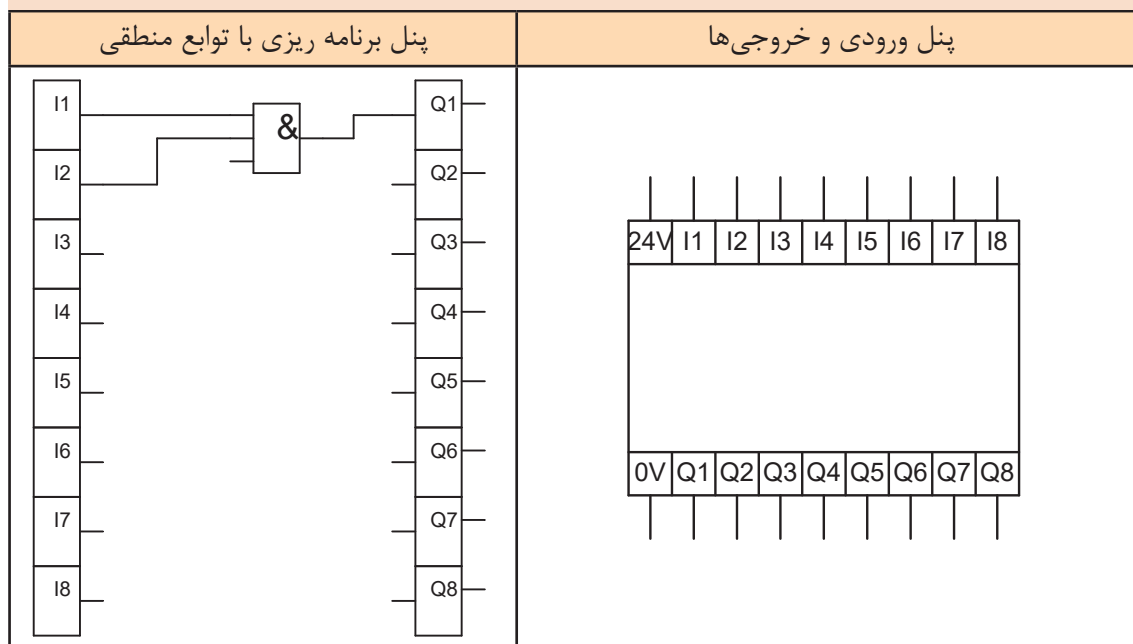 پنل ورودی و خروجی‌ها
پنل برنامه ریزی با توابع منطقی
24V I1 I2 I3 I4 I5 I6 I7 I8
0V Q1 Q2 Q3 Q4 Q5 Q6 Q7 Q8
I1 & Q1
I2 Q2
I3 Q3
I4 Q4
I5 Q5
I6 Q6
I7 Q7
I8 Q8